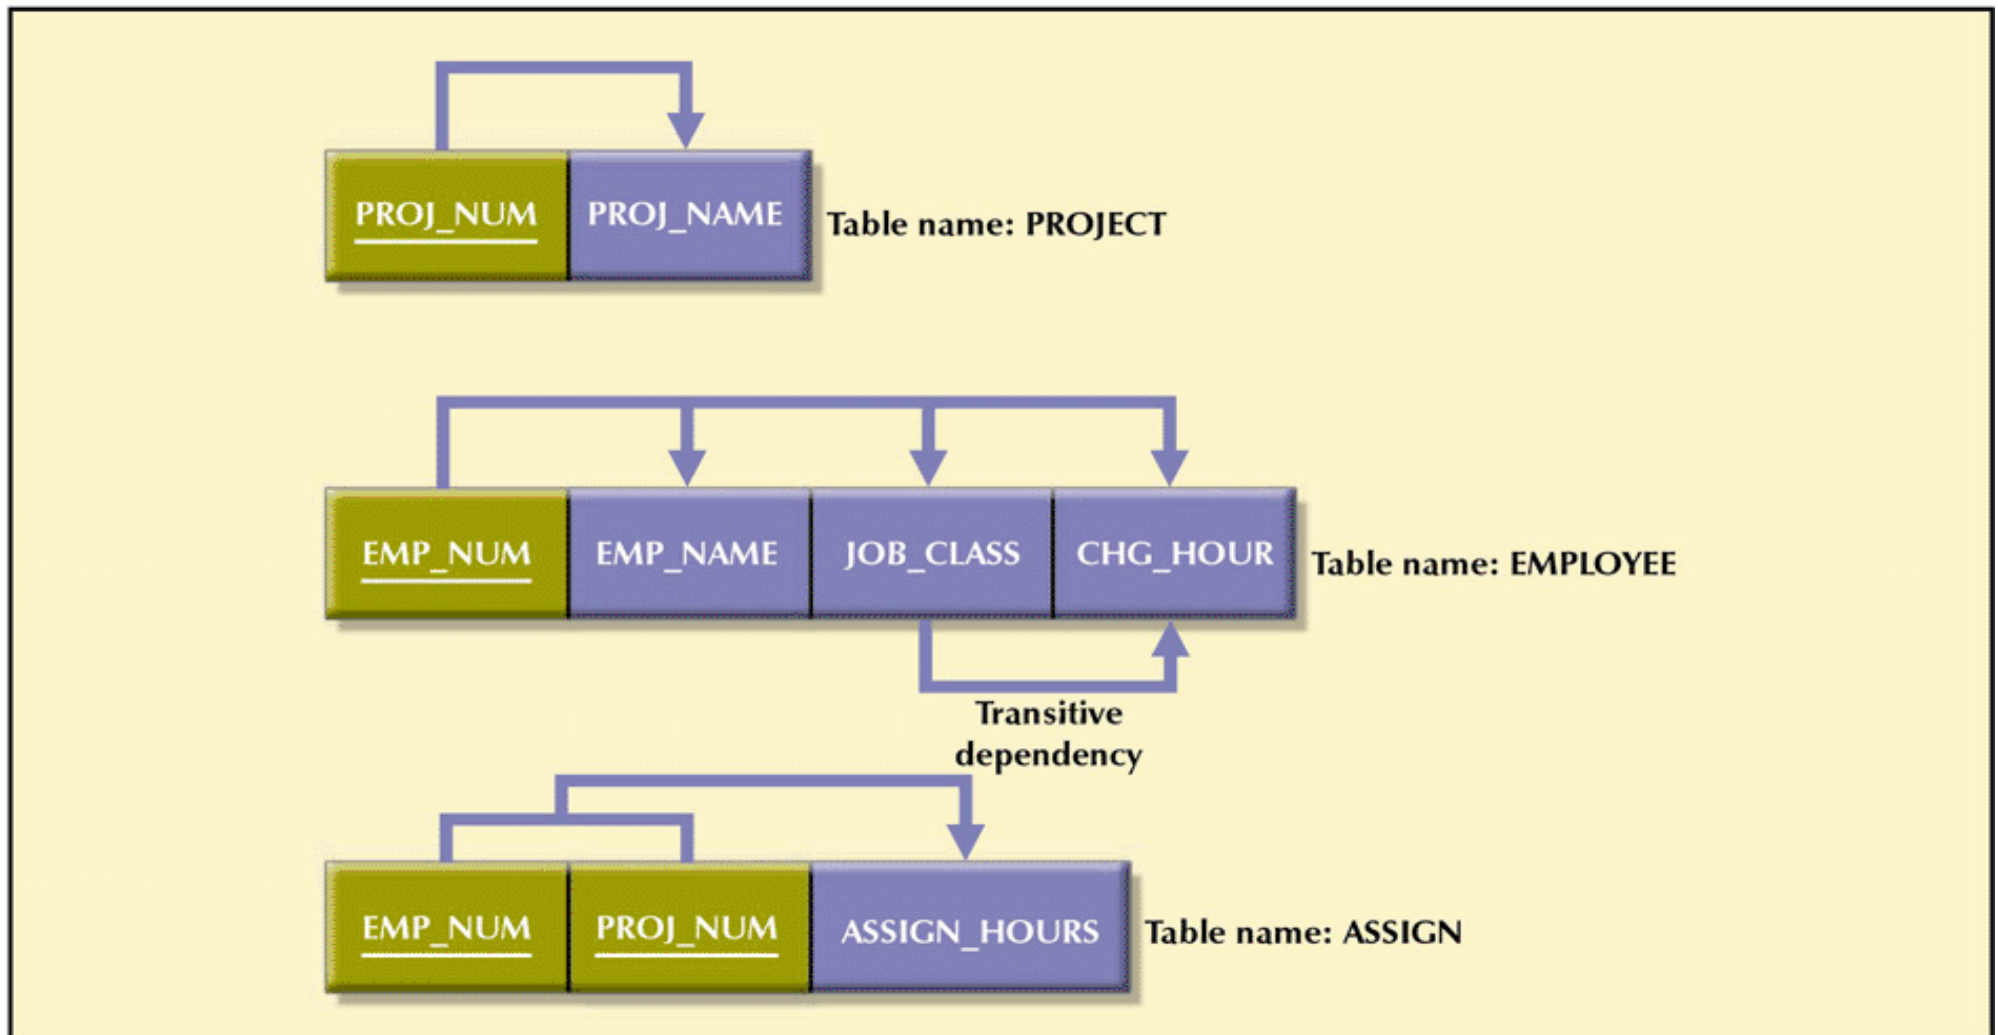 PROJ_NUM PROJ_NAME Table name: PROJECT
EMP_NUM EMP_NAME JOB_CLASS CHG_HOUR Table name: EMPLOYEE
Transitive
dependency
EMP_NUM PROJ_NUM ASSIGN_HOURS Table name: ASSIGN